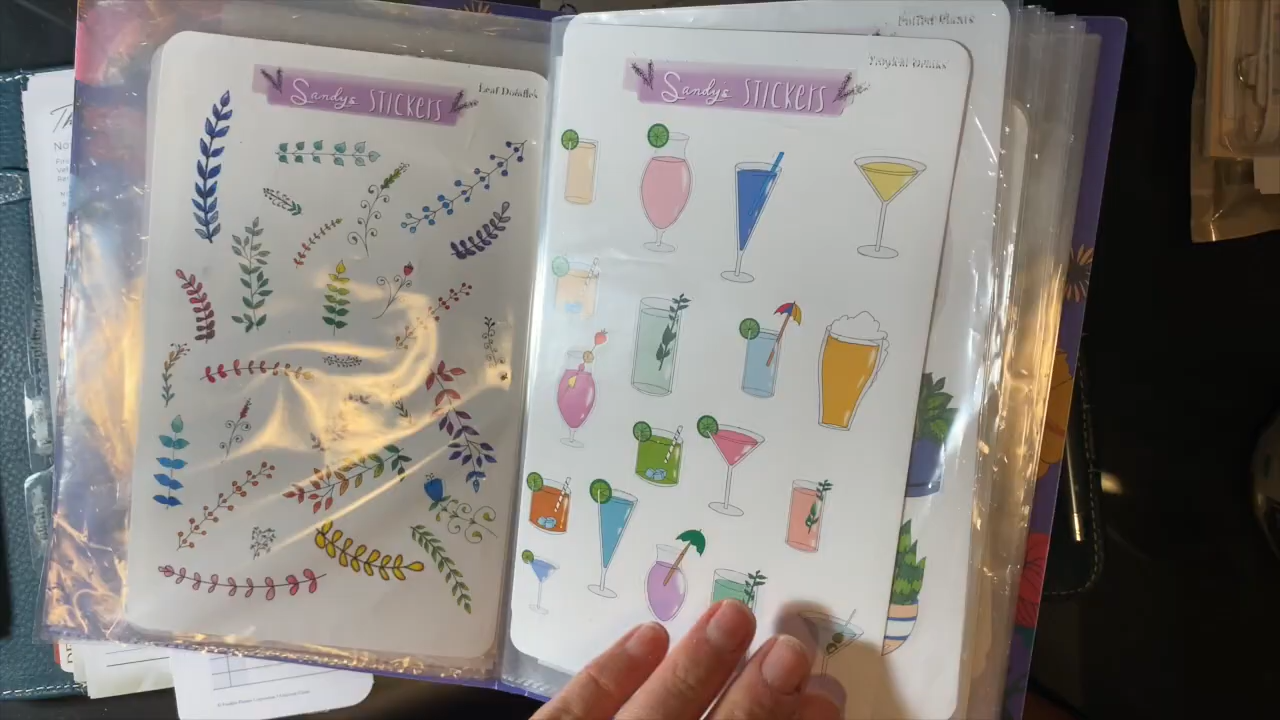 Sandys STICKERS
Leaf Doodles
Sandys STICKERS
Tropical Drinks
Potted Plants